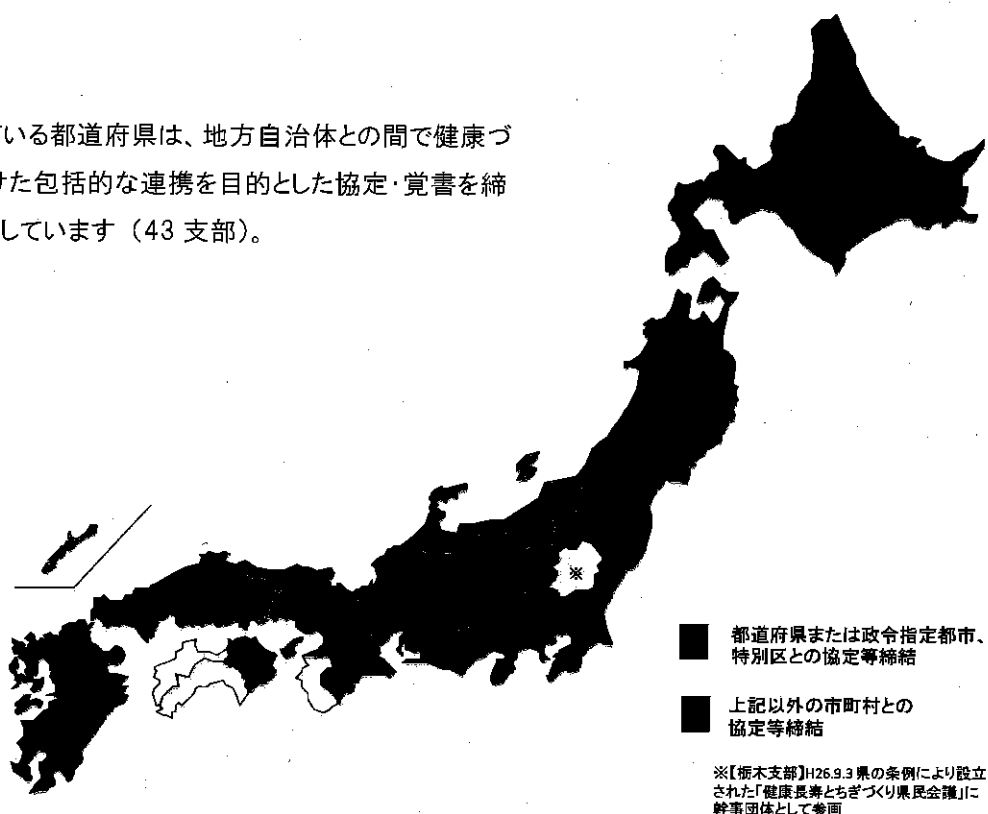 いる都道府県は、地方自治体との間で健康づ
た包括的な連携を目的とした協定・覚書を締
しています（43 支部）。
※
都道府県または政令指定都市、
特別区との協定等締結
上記以外の市町村との
協定等締結
※【栃木支部】H26.9.3 県の条例により設立
された「健康長寿とちぎづくり県民会議」に
幹事団体として参画